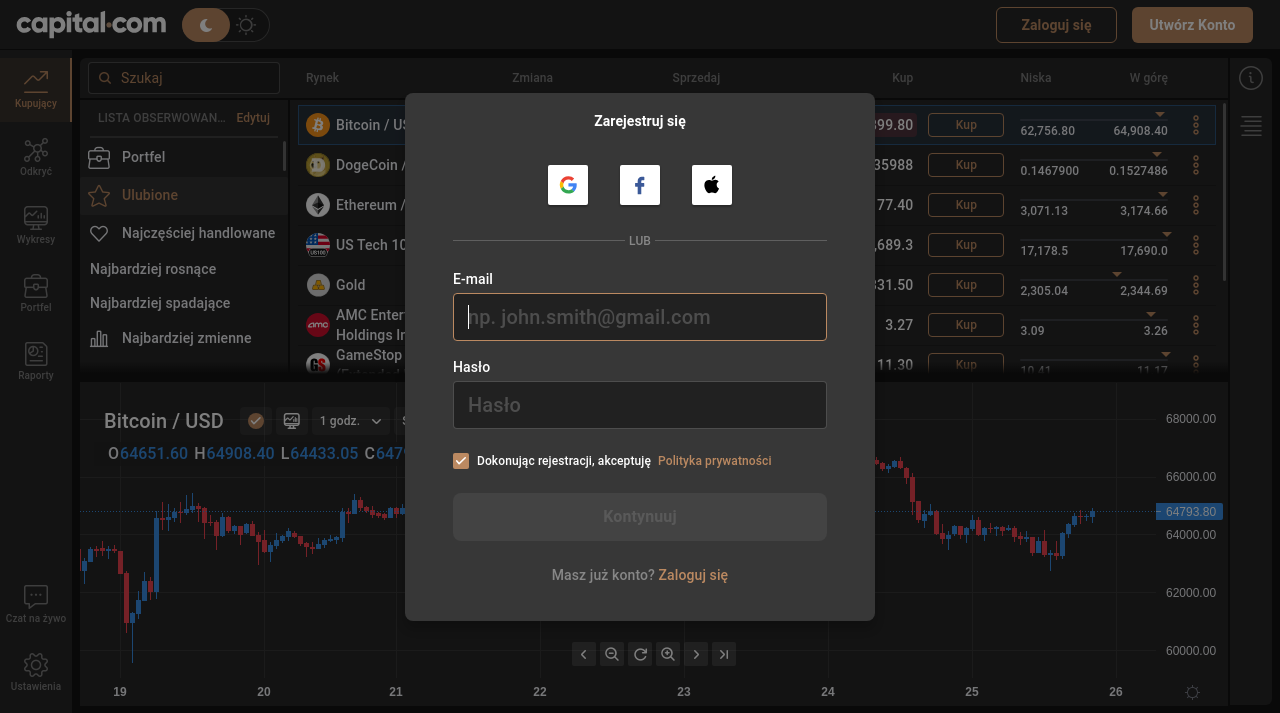 capital.com
Zaloguj się
Utwórz Konto
Kupujący
Odkryć
Wykresy
Portfel
Raporty
Czat na żywo
Ustawienia
Szukaj
LISTA OBSERWOWAN...
Edytuj
Portfel
Ulubione
Najczęściej handlowane
Najbardziej rosnące
Najbardziej spadające
Najbardziej zmienne
Rynek Zmiana Sprzedaj Kup Niska W górę
Bitcoin / US 399.80 Kup 62,756.80 64,908.40
DogeCoin / 35988 Kup 0.1467900 0.1527486
Ethereum / 77.40 Kup 3,071.13 3,174.66
US Tech 10 ,689.3 Kup 17,178.5 17,690.0
Gold 331.50 Kup 2,305.04 2,344.69
AMC Enter
Holdings In
3.27 Kup 3.09 3.26
GameStop
11.30 Kup 10.41 11.17
Zarejestruj się
LUB
E-mail
np. john.smith@gmail.com
Hasło
Hasło
Dokonując rejestracji, akceptuję Polityka prywatności
Kontynuuj
Masz już konto? Zaloguj się
Bitcoin / USD
1 godz.
O64651.60 H64908.40 L64433.05 C647
68000.00
66000.00
64793.80
64000.00
62000.00
60000.00
19 20 21 22 23 24 25 26